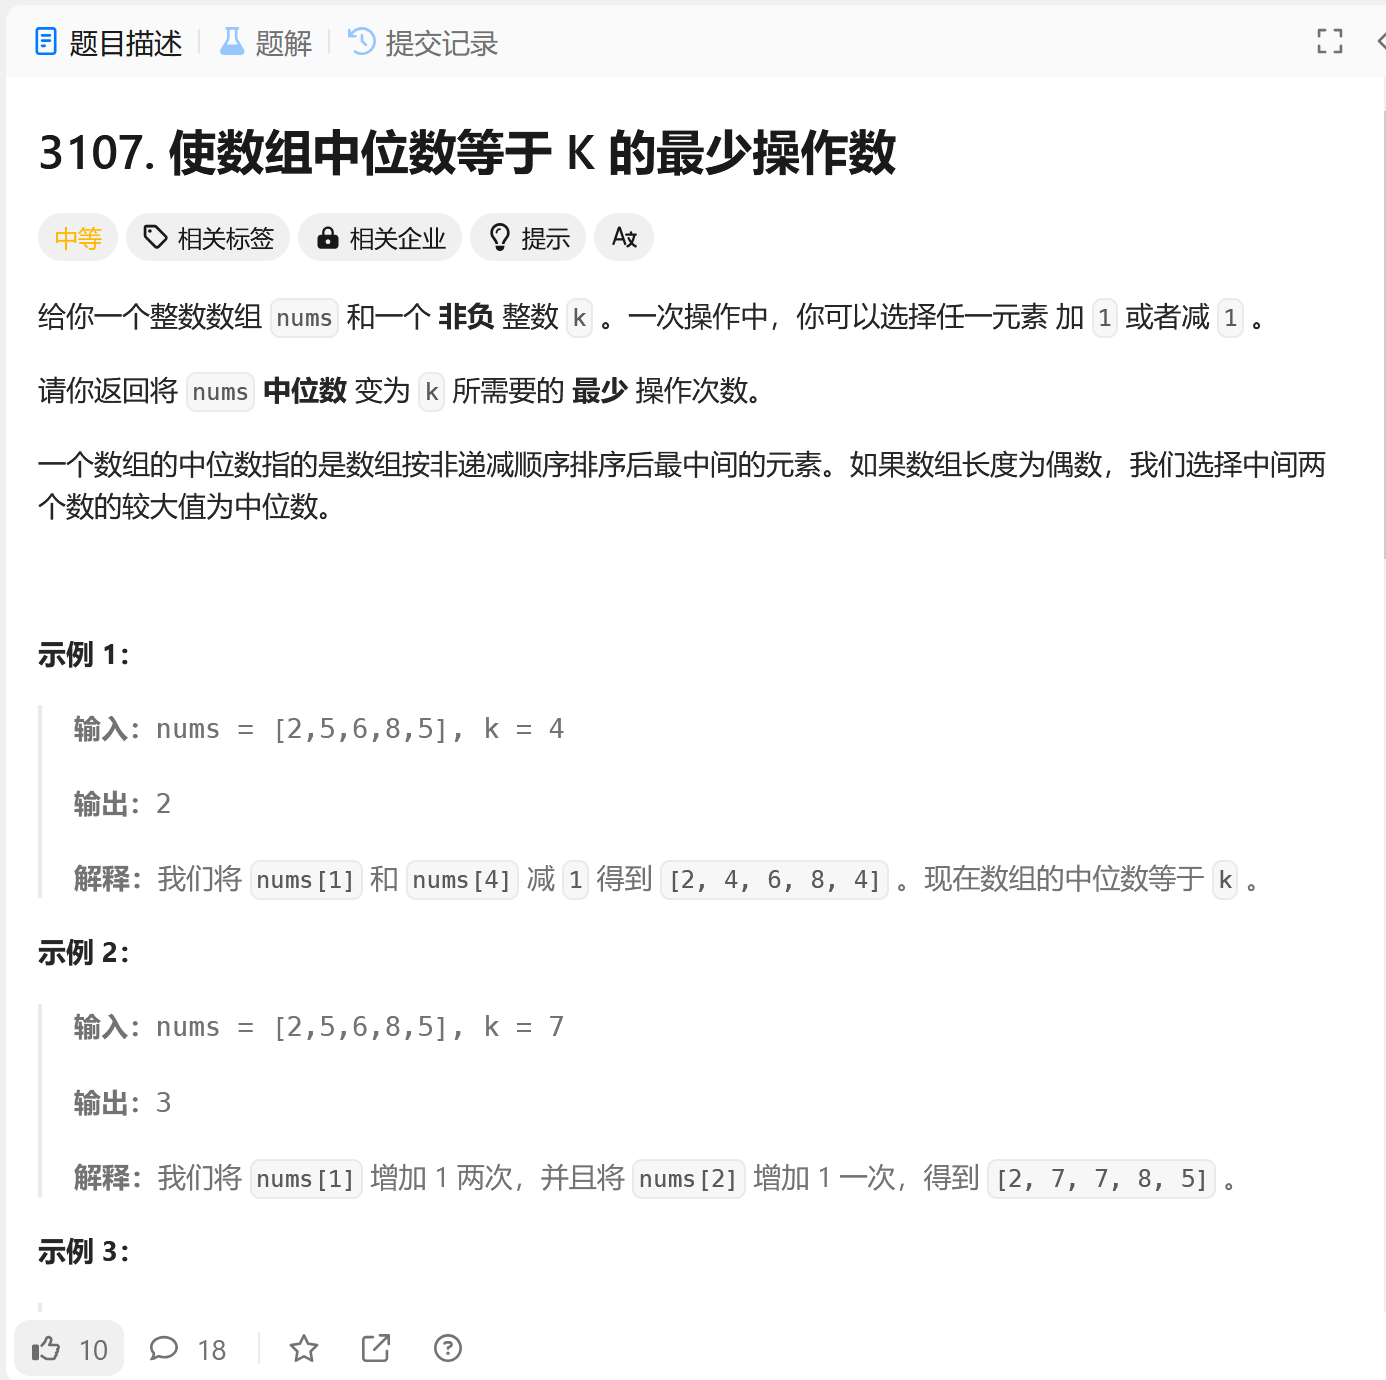 题目描述 题解 提交记录
3107. 使数组中位数等于 K 的最少操作数
中等 相关标签 相关企业 提示
给你一个整数数组 nums 和一个 非负 整数 k 。一次操作中，你可以选择任一元素 加 1 或者减 1 。
请你返回将 nums 中位数 变为 k 所需要的 最少 操作次数。
一个数组的中位数指的是数组按非递减顺序排序后最中间的元素。如果数组长度为偶数，我们选择中间两
个数的较大值为中位数。
示例 1：
输入：nums = [2,5,6,8,5], k = 4
输出：2
解释：我们将 nums[1] 和 nums[4] 减 1 得到 [2, 4, 6, 8, 4] 。现在数组的中位数等于 k 。
示例 2：
输入：nums = [2,5,6,8,5], k = 7
输出：3
解释：我们将 nums[1] 增加 1 两次，并且将 nums[2] 增加 1 一次，得到 [2, 7, 7, 8, 5] 。
示例 3：
10 18